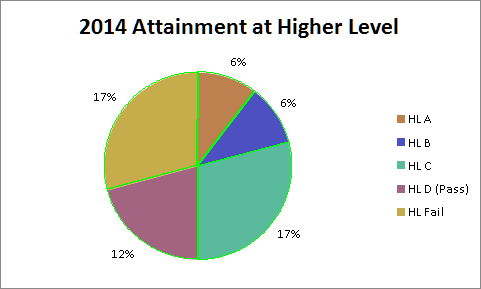 2014 Attainment at Higher Level
6%
6%
17%
12%
17%
HL A
HL B
HL C
HL D (Pass)
HL Fail